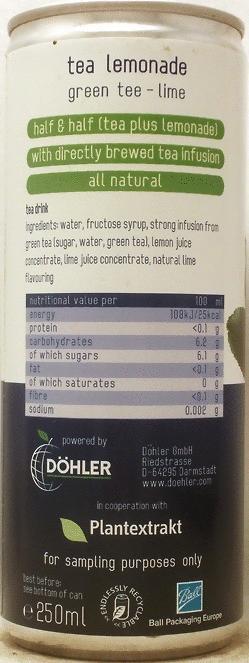 tea lemonade
green tee - lime
half & half (tea plus lemonade)
with directly brewed tea infusion
all natural
tea drink
ingredients: water, fructose syrup, strong infusion from
green tea (sugar, water, green tea), lemon juice
concentrate, lime juice concentrate, natural lime
flavouring
nutritional value per 100 ml
energy 108kJ/25kcal
protein <0.1 g
carbohydrates 6.2 g
of which sugars 6.1 g
fat <0.1 g
of which saturates 0 g
fibre <0.1 g
sodium 0.002 g
powered by
DÖHLER
Döhler GmbH
Riedstrasse
D-64295 Darmstadt
www.doehler.com
in cooperation with
Plantextrakt
for sampling purposes only
best before:
see bottom of can
e250ml
ENDLESSLY RECYCLABLE
Ball
Ball Packaging Europe